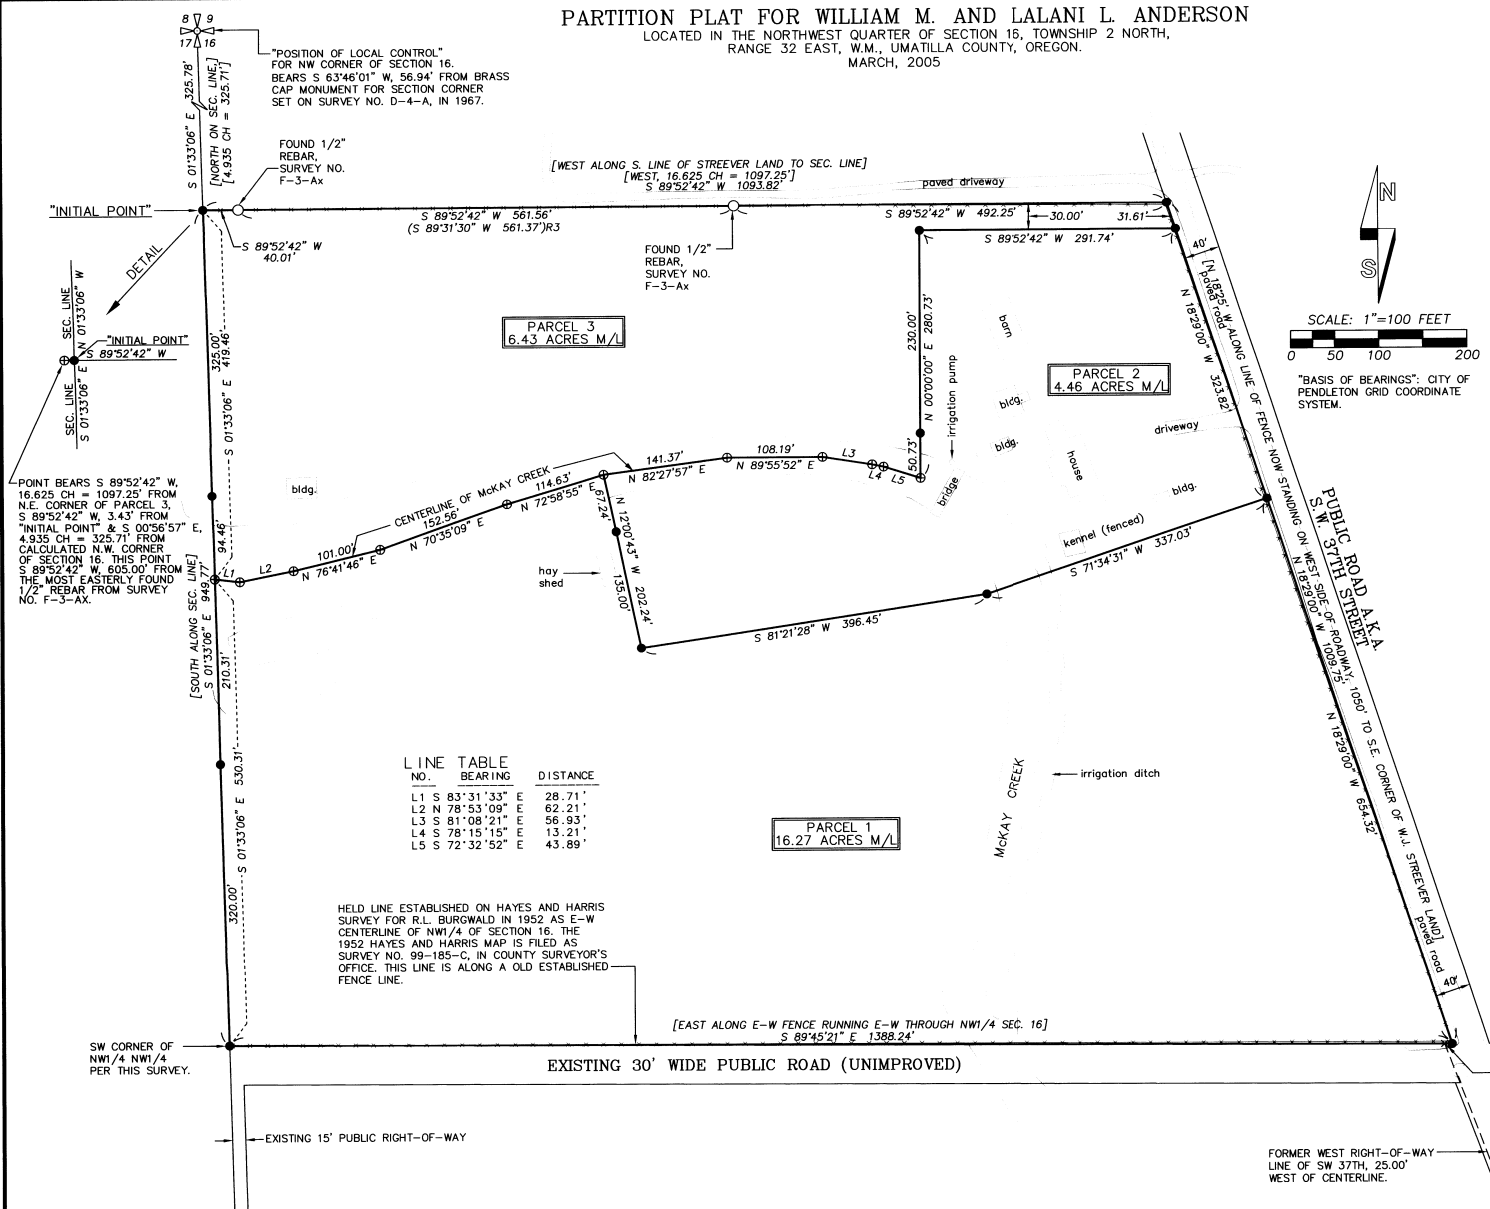 PARTITION PLAT FOR WILLIAM M. AND LALANI L. ANDERSON
LOCATED IN THE NORTHWEST QUARTER OF SECTION 16, TOWNSHIP 2 NORTH,
RANGE 32 EAST, W.M., UMATILLA COUNTY, OREGON.
MARCH, 2005
8 9
17 16
"POSITION OF LOCAL CONTROL"
FOR NW CORNER OF SECTION 16.
BEARS S 63°46'01" W, 56.94' FROM BRASS
CAP MONUMENT FOR SECTION CORNER
SET ON SURVEY NO. D-4-A, IN 1967.
S 01°33'06" E 325.78'
[NORTH ON SEC. LINE,]
[4.935 CH = 325.71']
FOUND 1/2"
REBAR,
SURVEY NO.
F-3-Ax
[WEST ALONG S. LINE OF STREEVER LAND TO SEC. LINE]
[WEST, 16.625 CH = 1097.25']
S 89°52'42" W 1093.82'
paved driveway
"INITIAL POINT"
S 89°52'42" W 561.56'
(S 89°31'30" W 561.37')R3
S 89°52'42" W 492.25'
30.00'
31.61'
S 89°52'42" W 291.74'
S 89°52'42" W
40.01'
FOUND 1/2"
REBAR,
SURVEY NO.
F-3-Ax
40'
N
S
DETAIL
SEC. LINE
N 01°33'06" W
"INITIAL POINT"
S 89°52'42" W
SEC. LINE
S 01°33'06" E
SCALE: 1"=100 FEET
0 50 100 200
"BASIS OF BEARINGS": CITY OF
PENDLETON GRID COORDINATE
SYSTEM.
PARCEL 3
6.43 ACRES M/L
PARCEL 2
4.46 ACRES M/L
barn
bldg.
bldg.
house
driveway
bldg.
kennel (fenced)
irrigation pump
bridge
230.00'
N 00°00'00" E 280.73'
50.73'
[N 18°25' W ALONG LINE OF FENCE NOW STANDING ON WEST SIDE OF ROADWAY, 1050' TO S.E. CORNER OF W.J. STREEVER LAND]
paved road
N 18°29'00" W 323.82'
PUBLIC ROAD A.K.A.
S.W. 37TH STREET
N 18°29'00" W 1009.75'
N 18°29'00" W 654.32'
paved road
40'
325.00'
S 01°33'06" E 419.46'
94.46'
POINT BEARS S 89°52'42" W,
16.625 CH = 1097.25' FROM
N.E. CORNER OF PARCEL 3,
S 89°52'42" W, 3.43' FROM
"INITIAL POINT" & S 00°56'57" E,
4.935 CH = 325.71' FROM
CALCULATED N.W. CORNER
OF SECTION 16. THIS POINT
S 89°52'42" W, 605.00' FROM
THE MOST EASTERLY FOUND
1/2" REBAR FROM SURVEY
NO. F-3-AX.
bldg.
CENTERLINE OF McKAY CREEK
L1
L2
101.00'
N 76°41'46" E
152.56'
N 70°35'09" E
114.63'
N 72°58'55" E
141.37'
N 82°27'57" E
108.19'
N 89°55'52" E
L3
L4
L5
hay
shed
67.24'
N 12°00'43" W 202.24'
135.00'
S 81°21'28" W 396.45'
S 71°34'31" W 337.03'
[SOUTH ALONG SEC. LINE]
S 01°33'06" E 949.77'
210.31'
S 01°33'06" E 530.31'
320.00'
LINE TABLE
NO. BEARING DISTANCE
L1 S 83°31'33" E 28.71'
L2 N 78°53'09" E 62.21'
L3 S 81°08'21" E 56.93'
L4 S 78°15'15" E 13.21'
L5 S 72°32'52" E 43.89'
McKAY CREEK
irrigation ditch
PARCEL 1
16.27 ACRES M/L
HELD LINE ESTABLISHED ON HAYES AND HARRIS
SURVEY FOR R.L. BURGWALD IN 1952 AS E-W
CENTERLINE OF NW1/4 OF SECTION 16. THE
1952 HAYES AND HARRIS MAP IS FILED AS
SURVEY NO. 99-185-C, IN COUNTY SURVEYOR'S
OFFICE. THIS LINE IS ALONG A OLD ESTABLISHED
FENCE LINE.
[EAST ALONG E-W FENCE RUNNING E-W THROUGH NW1/4 SEC. 16]
S 89°45'21" E 1388.24'
SW CORNER OF
NW1/4 NW1/4
PER THIS SURVEY.
EXISTING 30' WIDE PUBLIC ROAD (UNIMPROVED)
EXISTING 15' PUBLIC RIGHT-OF-WAY
FORMER WEST RIGHT-OF-WAY
LINE OF SW 37TH, 25.00'
WEST OF CENTERLINE.